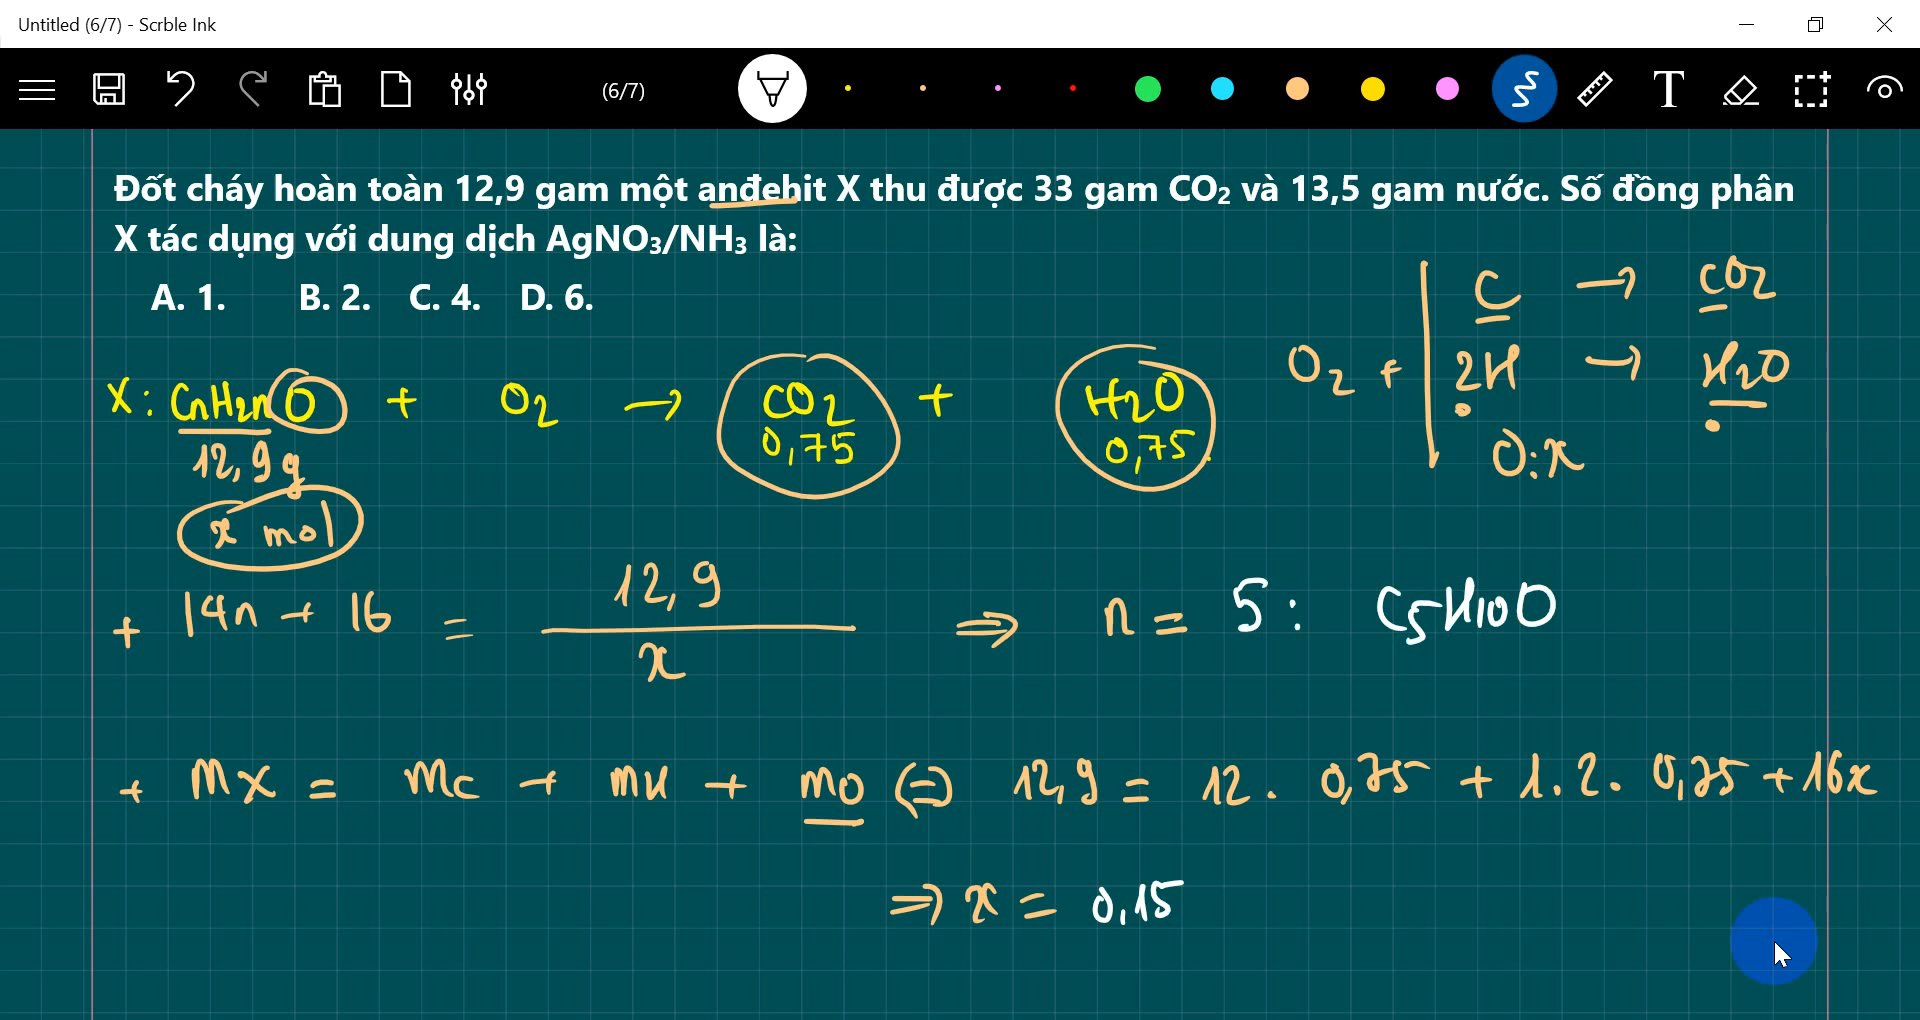 Untitled (6/7) - Scrble Ink
(6/7)
T
Đốt cháy hoàn toàn 12,9 gam một anđehit X thu được 33 gam CO₂ và 13,5 gam nước. Số đồng phân
X tác dụng với dung dịch AgNO₃/NH₃ là:
A. 1. B. 2. C. 4. D. 6.
C → CO₂
O₂ + 2H → H₂O
O:x
X: CnH2nO + O₂ → CO₂ + H₂O
0,75 0,75
12,9g
x mol
+ 14n + 16 = 12,9 / x ⇒ n = 5: C₅H₁₀O
+ mX = mC + mH + mO (=) 12,9 = 12. 0,75 + 1.2. 0,75 + 16x
⇒ x = 0,15